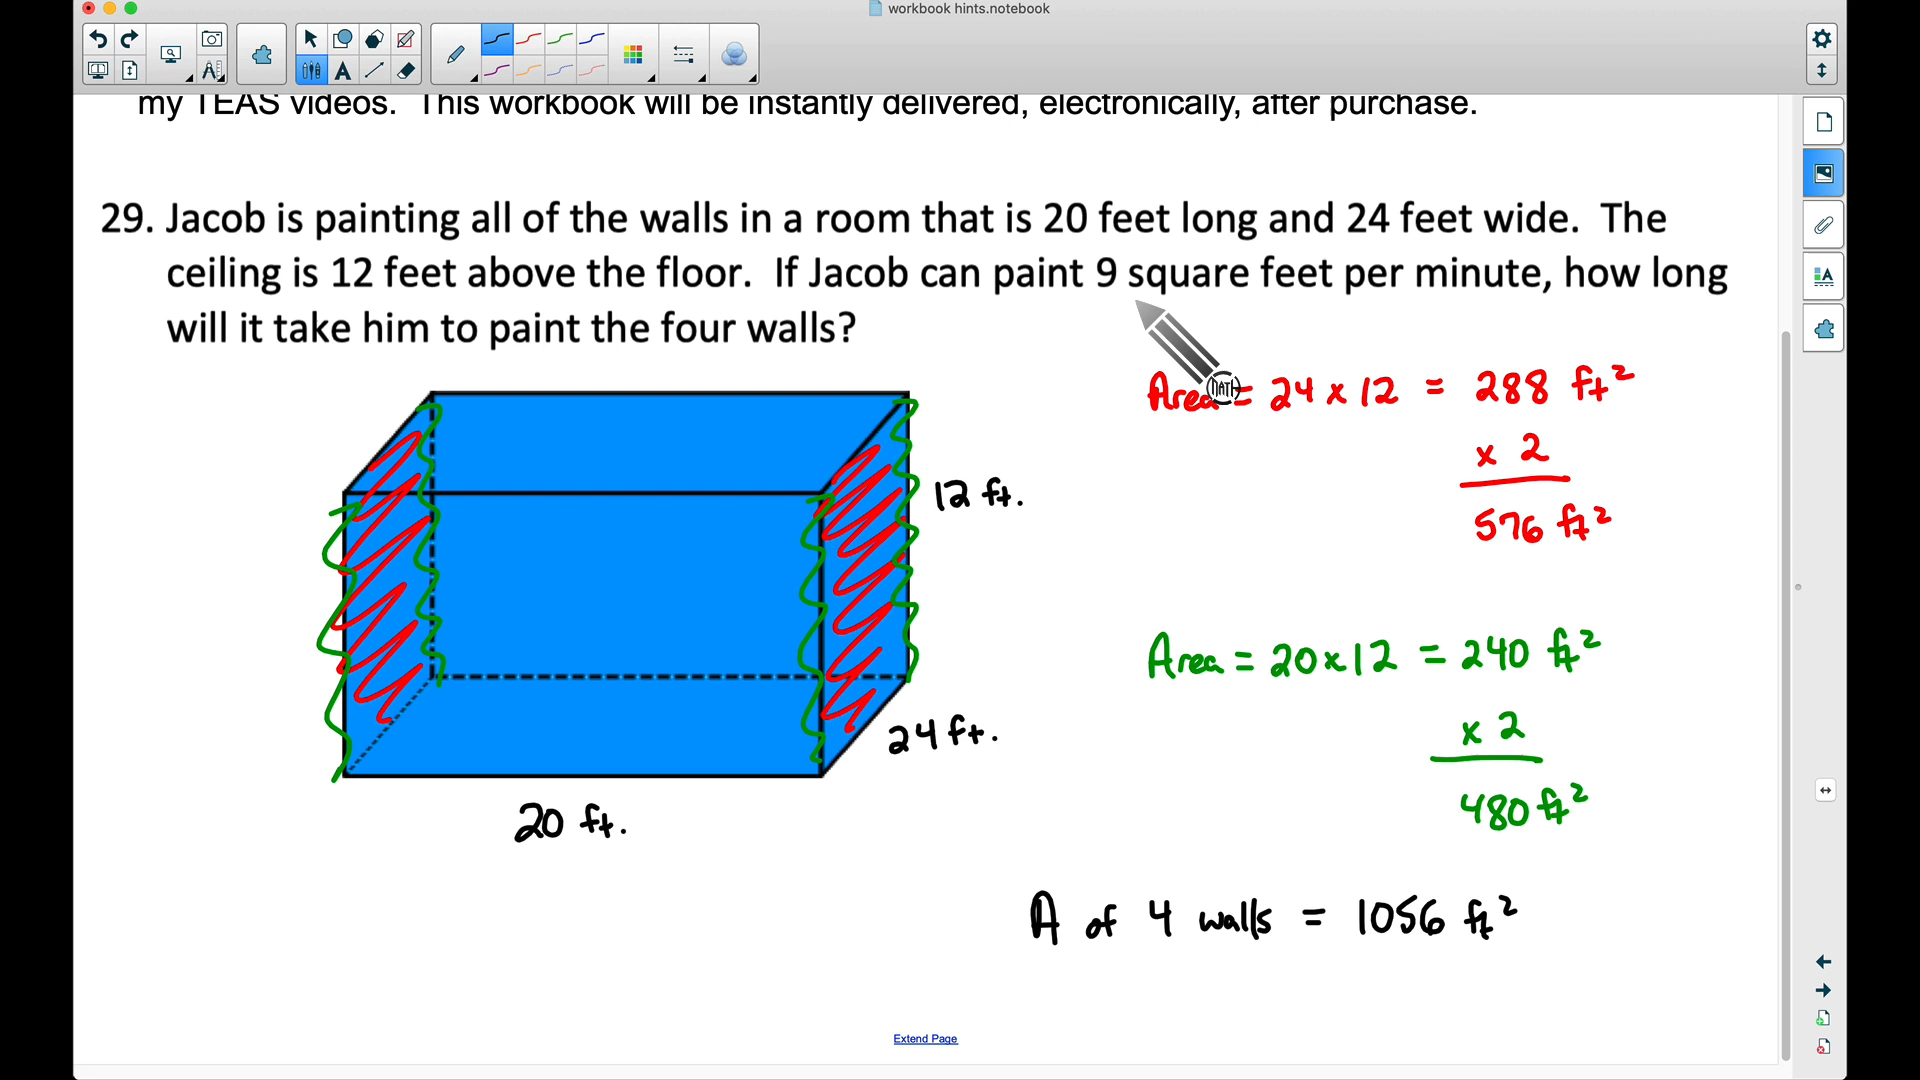 workbook hints.notebook
my TEAS videos. This workbook will be instantly delivered, electronically, after purchase.
29. Jacob is painting all of the walls in a room that is 20 feet long and 24 feet wide. The
ceiling is 12 feet above the floor. If Jacob can paint 9 square feet per minute, how long
will it take him to paint the four walls?
Area = 24 x 12 = 288 ft²
x 2
576 ft²
12 ft.
Area = 20 x 12 = 240 ft²
x 2
480 ft²
24 ft.
20 ft.
A of 4 walls = 1056 ft²
Extend Page
MATH